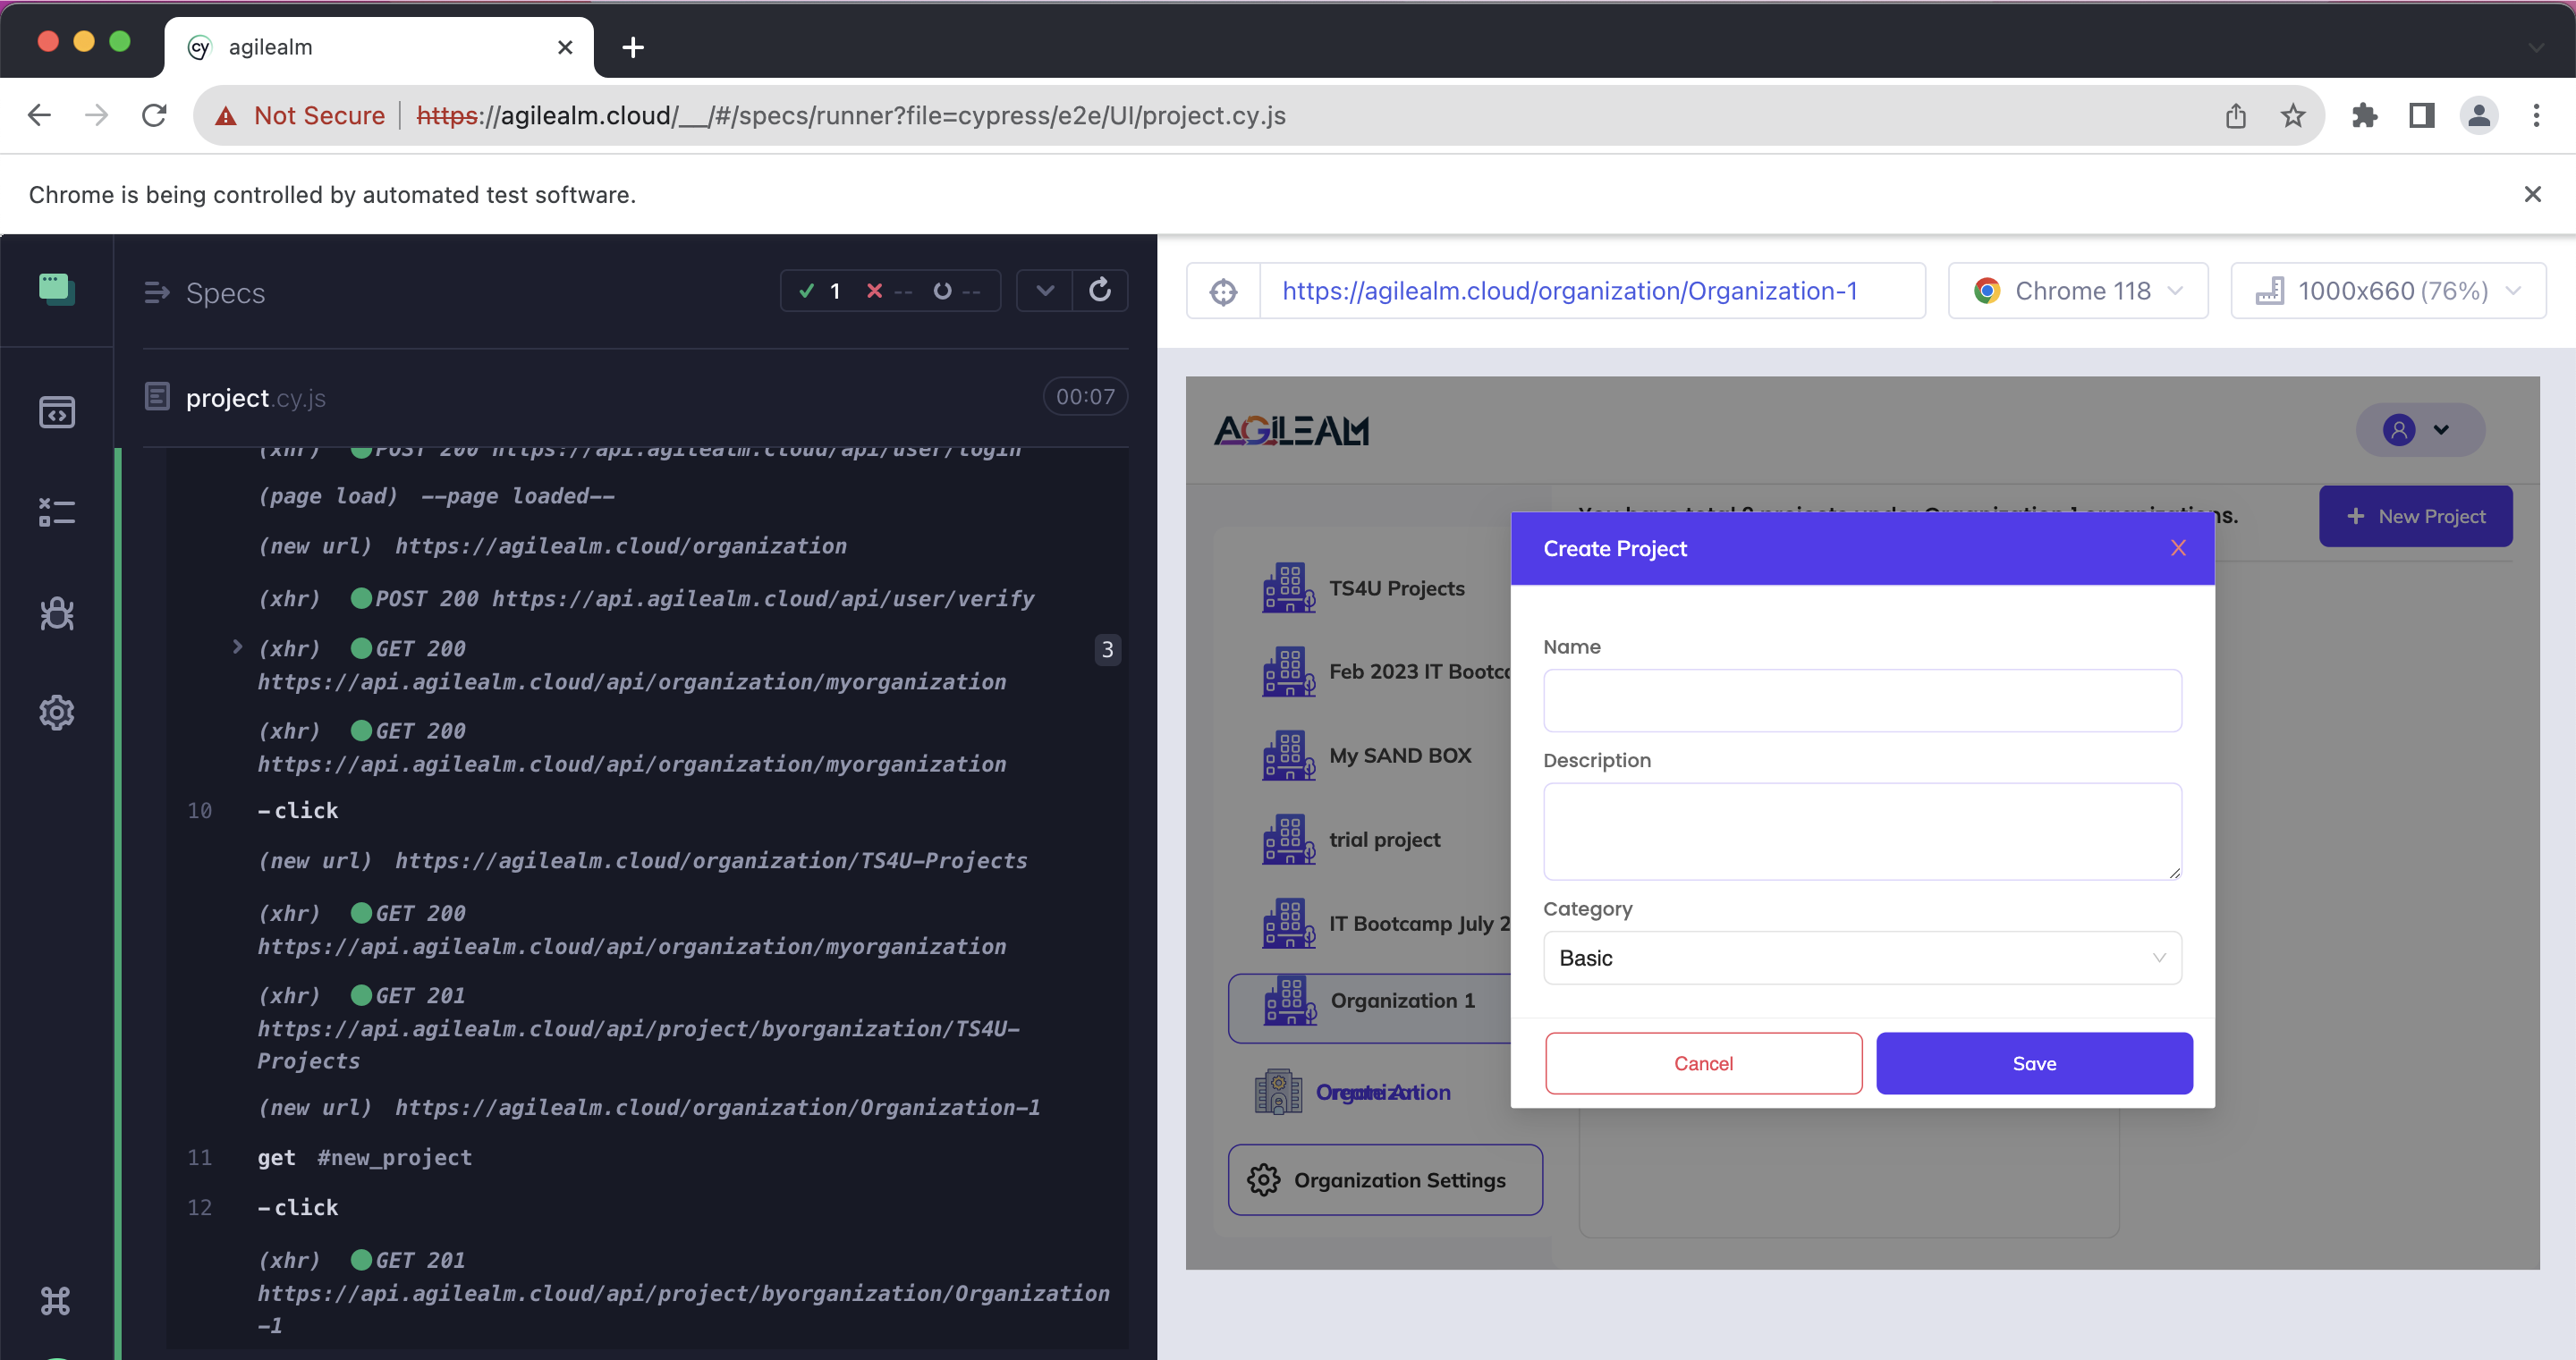 cy agilealm
Not Secure https://agilealm.cloud/__/#/specs/runner?file=cypress/e2e/UI/project.cy.js
Chrome is being controlled by automated test software.
Specs
1 -- --
project.cy.js
00:07
(xhr) POST 200 https://api.agilealm.cloud/api/user/login
(page load) --page loaded--
(new url) https://agilealm.cloud/organization
(xhr) POST 200 https://api.agilealm.cloud/api/user/verify
(xhr) GET 200
https://api.agilealm.cloud/api/organization/myorganization
3
(xhr) GET 200
https://api.agilealm.cloud/api/organization/myorganization
10 -click
(new url) https://agilealm.cloud/organization/TS4U-Projects
(xhr) GET 200
https://api.agilealm.cloud/api/organization/myorganization
(xhr) GET 201
https://api.agilealm.cloud/api/project/byorganization/TS4U-
Projects
(new url) https://agilealm.cloud/organization/Organization-1
11 get #new_project
12 -click
(xhr) GET 201
https://api.agilealm.cloud/api/project/byorganization/Organization
-1
https://agilealm.cloud/organization/Organization-1
Chrome 118
1000x660 (76%)
AGiLEALM
You have total 0 projects under Organization 1 organizations.
+ New Project
TS4U Projects
Feb 2023 IT Bootc
My SAND BOX
trial project
IT Bootcamp July 2
Organization 1
Create An
Organization
Organization Settings
Create Project
X
Name
Description
Category
Basic
Cancel
Save